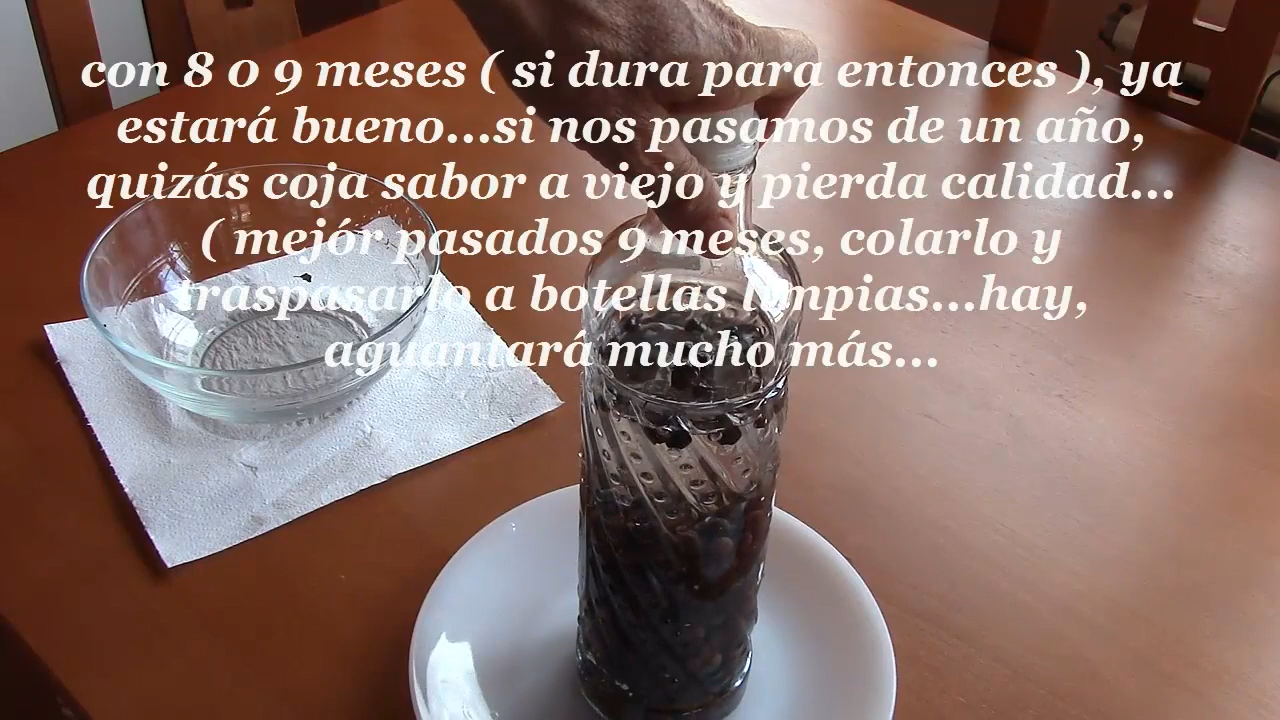 con 8 o 9 meses ( si dura para entonces ), ya
estará bueno...si nos pasamos de un año,
quizás coja sabor a viejo y pierda calidad...
( mejór pasados 9 meses, colarlo y
traspasarlo a botellas limpias...hay,
aguantará mucho más...